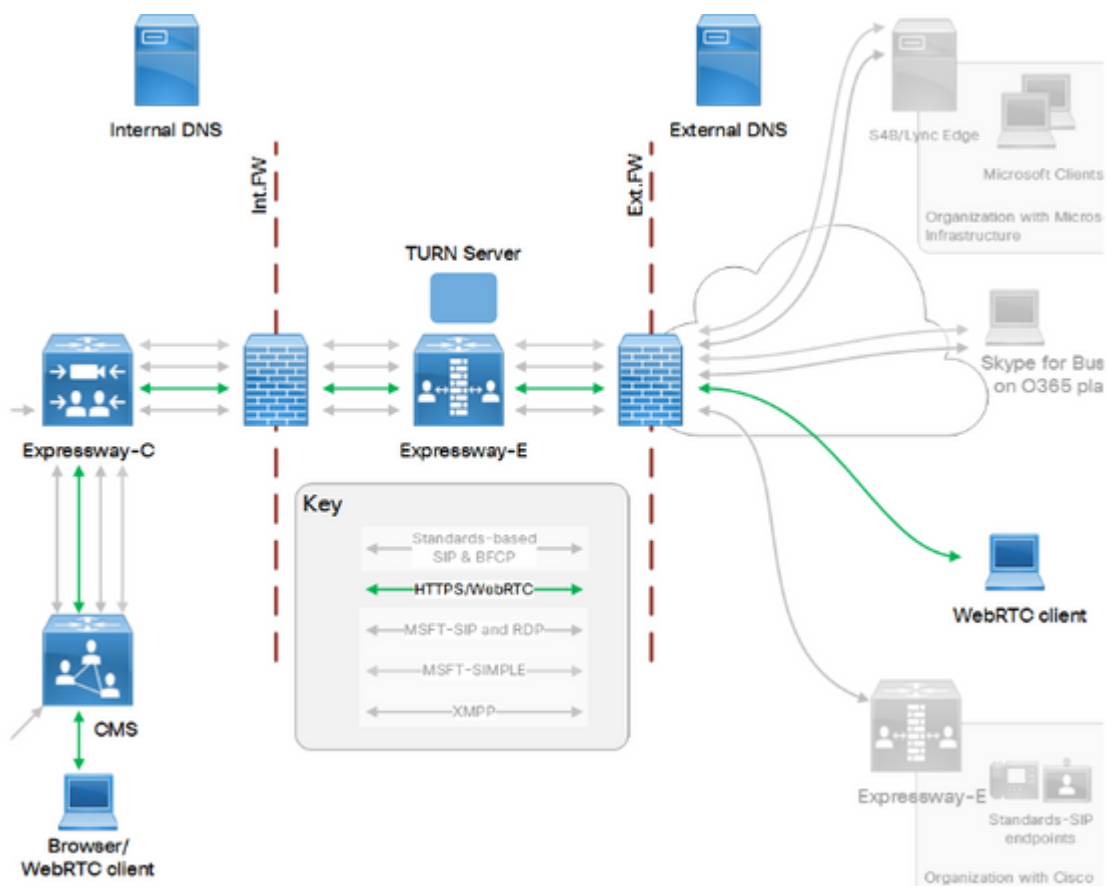 Internal DNS
External DNS
S4B/Lync Edge
Microsoft Clients
Organization with Micros
Infrastructure
Int.FW
Ext.FW
TURN Server
Skype for Bus
on O365 pla
Expressway-C
Expressway-E
Key
Standards-based
SIP & BFCP
HTTPS/WebRTC
MSFT-SIP and RDP
MSFT-SIMPLE
XMPP
WebRTC client
CMS
Browser/
WebRTC client
Expressway-E
Standards-SIP
endpoints
Organization with Cisco